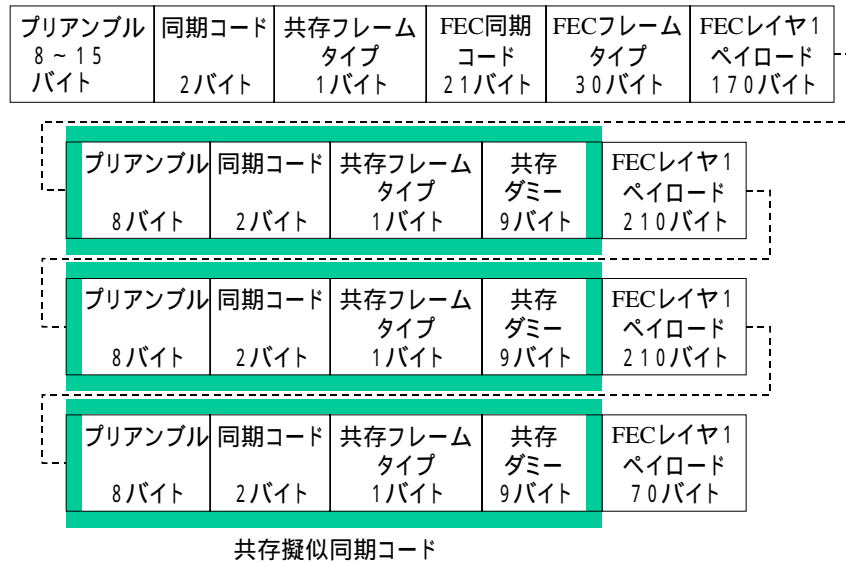 プリアンブル
8～15
バイト
同期コード
2バイト
共存フレーム
タイプ
1バイト
FEC同期
コード
21バイト
FECフレーム
タイプ
30バイト
FECレイヤ1
ペイロード
170バイト
プリアンブル
8バイト
同期コード
2バイト
共存フレーム
タイプ
1バイト
共存
ダミー
9バイト
FECレイヤ1
ペイロード
210バイト
プリアンブル
8バイト
同期コード
2バイト
共存フレーム
タイプ
1バイト
共存
ダミー
9バイト
FECレイヤ1
ペイロード
210バイト
プリアンブル
8バイト
同期コード
2バイト
共存フレーム
タイプ
1バイト
共存
ダミー
9バイト
FECレイヤ1
ペイロード
70バイト
共存擬似同期コード